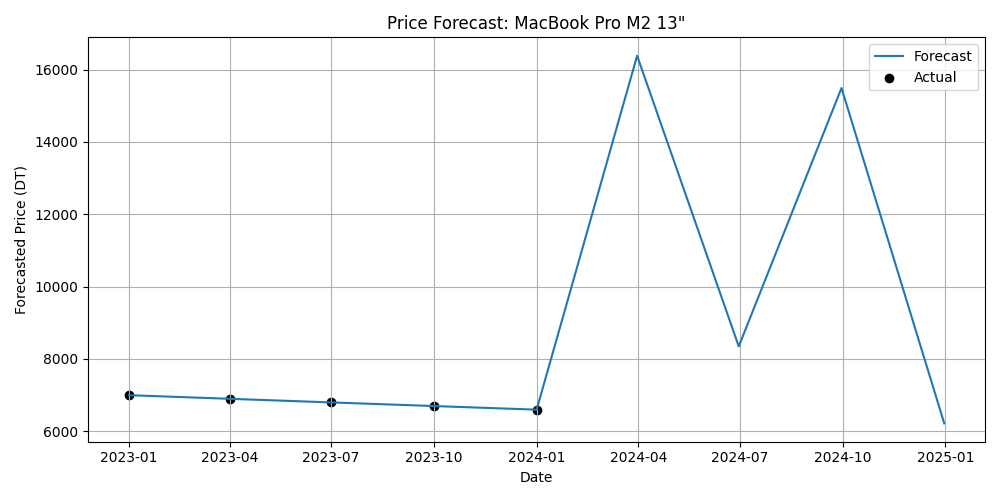 Price Forecast: MacBook Pro M2 13"
Forecast
Actual
16000
14000
12000
10000
8000
6000
Forecasted Price (DT)
2023-01 2023-04 2023-07 2023-10 2024-01 2024-04 2024-07 2024-10 2025-01
Date